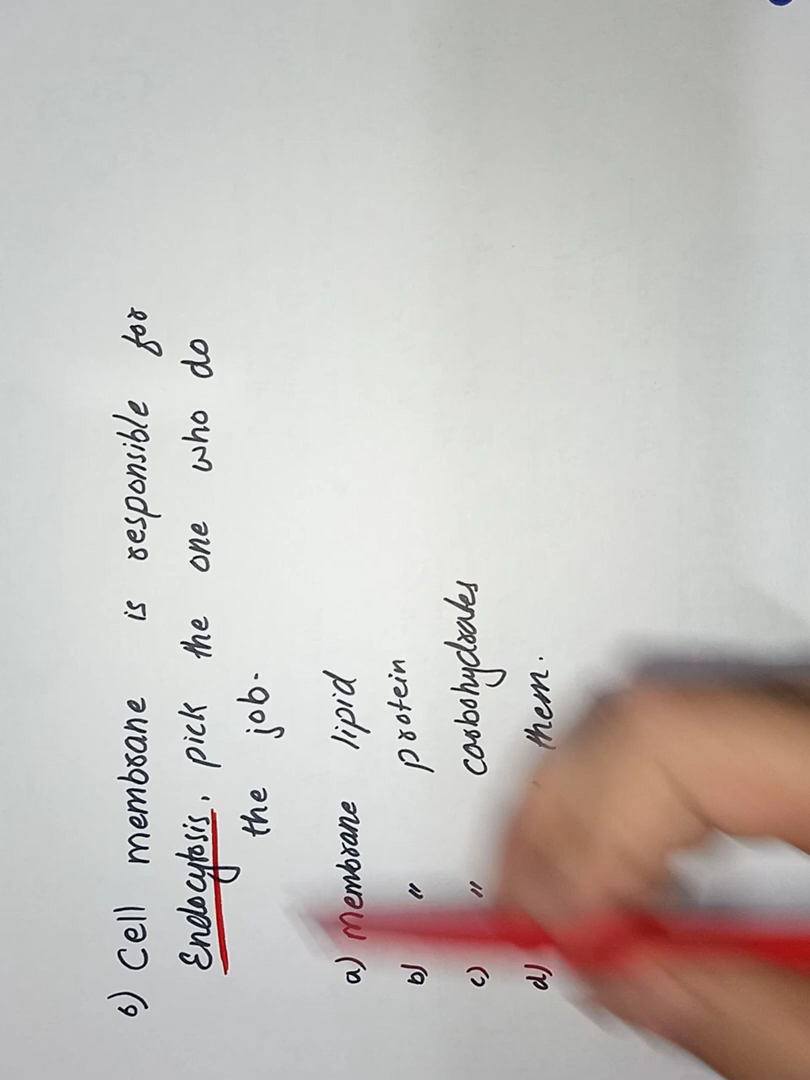 6) Cell membrane is responsible for
Endocytosis, pick the one who do
the job.
a) membrane lipid
b) " protein
c) " carbohydrates
d) them.